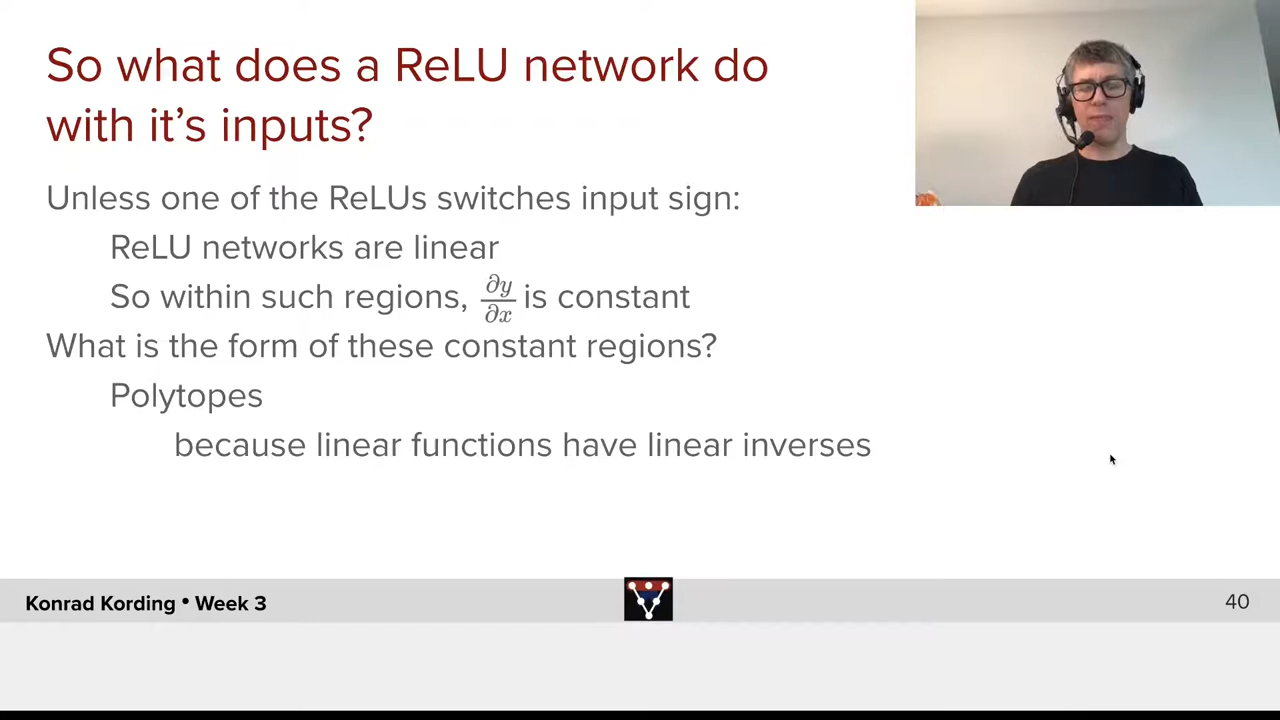 So what does a ReLU network do
with it's inputs?
Unless one of the ReLUs switches input sign:
ReLU networks are linear
So within such regions, ∂y/∂x is constant
What is the form of these constant regions?
Polytopes
because linear functions have linear inverses
Konrad Kording • Week 3
40